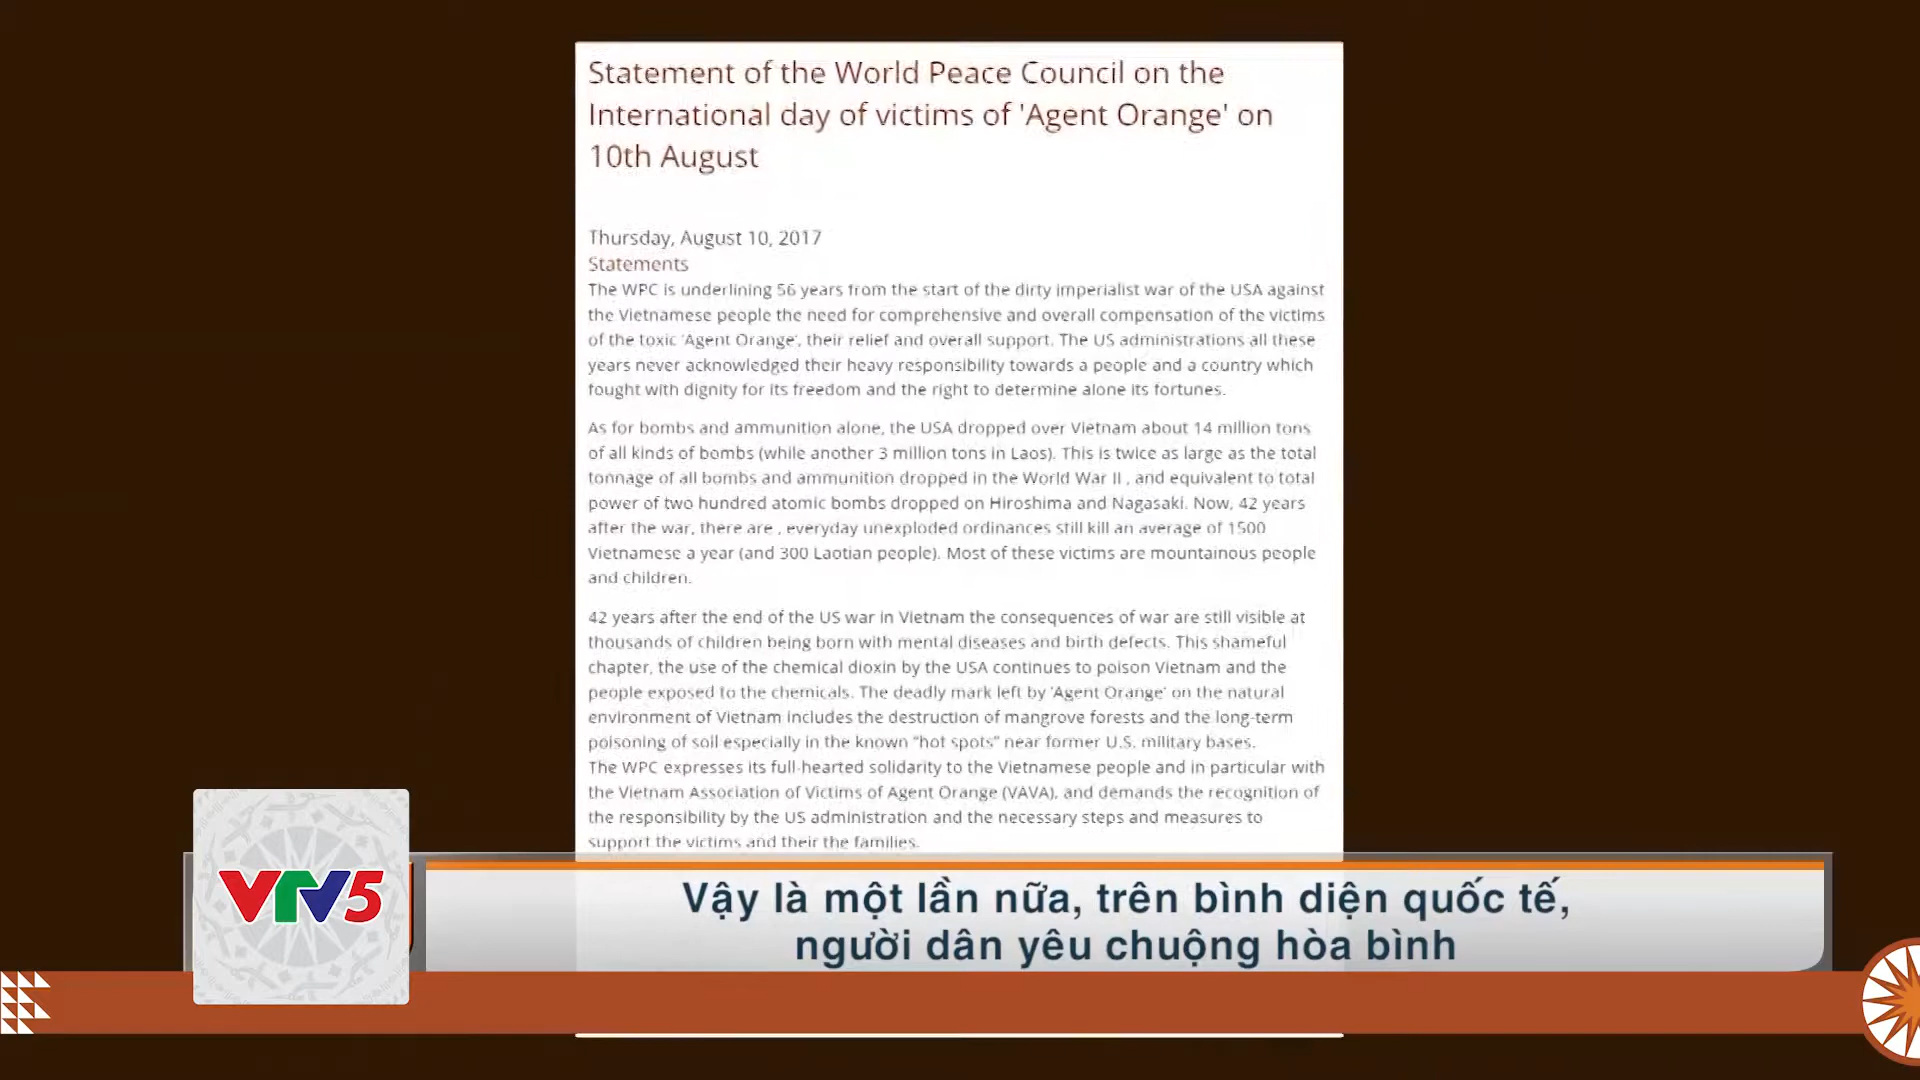 Statement of the World Peace Council on the
International day of victims of 'Agent Orange' on
10th August
Thursday, August 10, 2017
Statements
The WPC is underlining 56 years from the start of the dirty imperialist war of the USA against
the Vietnamese people the need for comprehensive and overall compensation of the victims
of the toxic 'Agent Orange', their relief and overall support. The US administrations all these
years never acknowledged their heavy responsibility towards a people and a country which
fought with dignity for its freedom and the right to determine alone its fortunes.
As for bombs and ammunition alone, the USA dropped over Vietnam about 14 million tons
of all kinds of bombs (while another 3 million tons in Laos). This is twice as large as the total
tonnage of all bombs and ammunition dropped in the World War II , and equivalent to total
power of two hundred atomic bombs dropped on Hiroshima and Nagasaki. Now, 42 years
after the war, there are , everyday unexploded ordinances still kill an average of 1500
Vietnamese a year (and 300 Laotian people). Most of these victims are mountainous people
and children.
42 years after the end of the US war in Vietnam the consequences of war are still visible at
thousands of children being born with mental diseases and birth defects. This shameful
chapter, the use of the chemical dioxin by the USA continues to poison Vietnam and the
people exposed to the chemicals. The deadly mark left by 'Agent Orange' on the natural
environment of Vietnam includes the destruction of mangrove forests and the long-term
poisoning of soil especially in the known "hot spots" near former U.S. military bases.
The WPC expresses its full-hearted solidarity to the Vietnamese people and in particular with
the Vietnam Association of Victims of Agent Orange (VAVA), and demands the recognition of
the responsibility by the US administration and the necessary steps and measures to
support the victims and their the families.
VTV5
Vậy là một lần nữa, trên bình diện quốc tế,
người dân yêu chuộng hòa bình